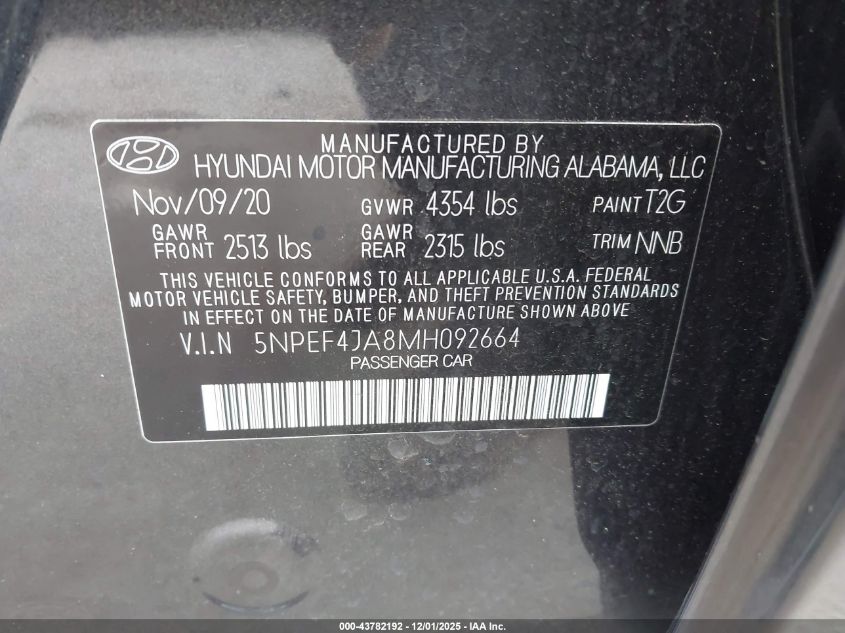 MANUFACTURED BY
HYUNDAI MOTOR MANUFACTURING ALABAMA, LLC
Nov/09/20 GVWR 4354 lbs PAINT T2G
GAWR FRONT 2513 lbs GAWR REAR 2315 lbs TRIM NNB
THIS VEHICLE CONFORMS TO ALL APPLICABLE U.S.A. FEDERAL
MOTOR VEHICLE SAFETY, BUMPER, AND THEFT PREVENTION STANDARDS
IN EFFECT ON THE DATE OF MANUFACTURE SHOWN ABOVE.
V.I.N 5NPEF4JA8MH092664
PASSENGER CAR
000-43782192 - 12/01/2025 - IAA Inc.